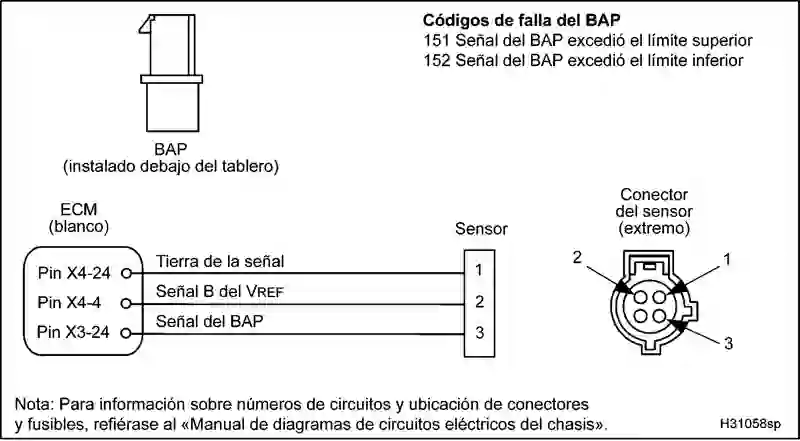 Códigos de falla del BAP
151 Señal del BAP excedió el límite superior
152 Señal del BAP excedió el límite inferior
BAP
(instalado debajo del tablero)
ECM
(blanco)
Sensor
Conector
del sensor
(extremo)
Pin X4-24
Tierra de la señal
1
Pin X4-4
Señal B del VREF
2
Pin X3-24
Señal del BAP
3
2
1
3
Nota: Para información sobre números de circuitos y ubicación de conectores
y fusibles, refiérase al «Manual de diagramas de circuitos eléctricos del chasis».
H31058sp